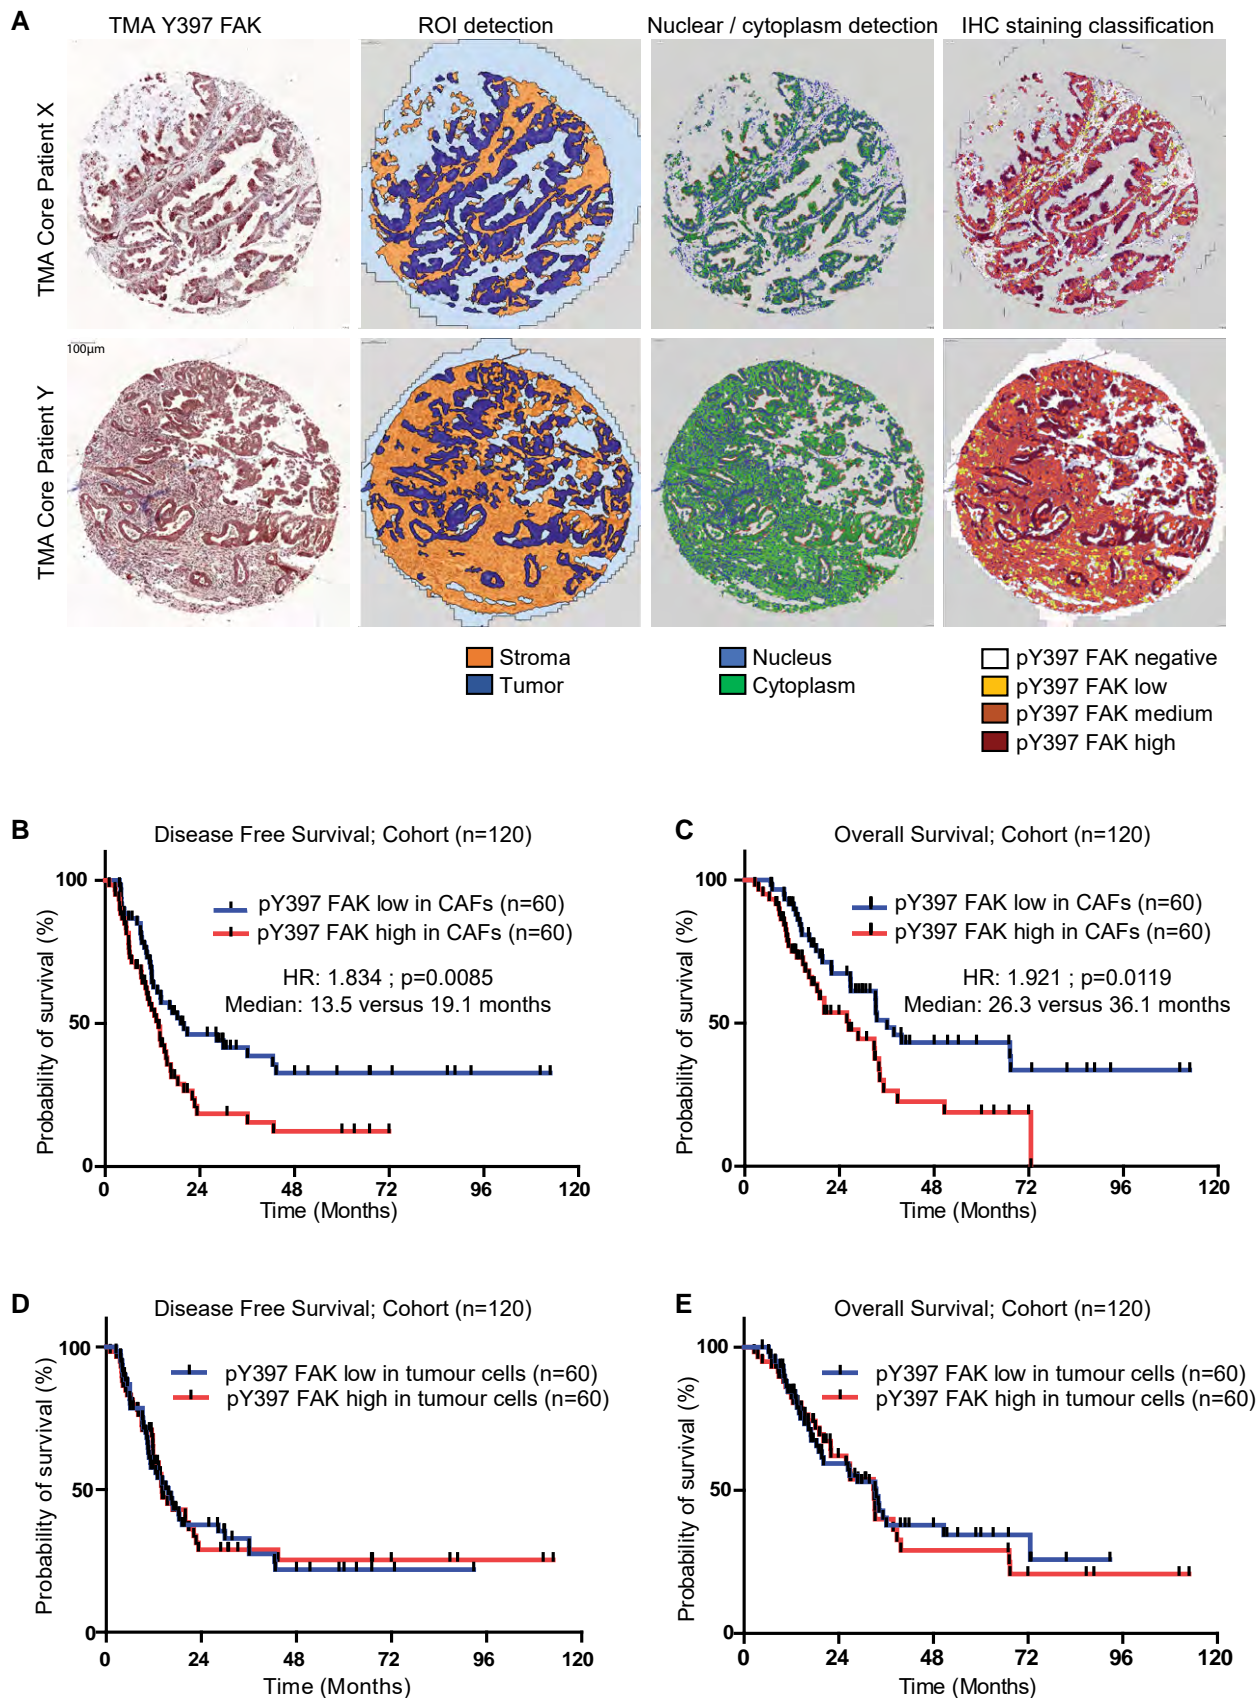 A
TMA Y397 FAK
ROI detection
Nuclear / cytoplasm detection
IHC staining classification
TMA Core Patient X
TMA Core Patient Y
100µm
Stroma
Tumor
Nucleus
Cytoplasm
pY397 FAK negative
pY397 FAK low
pY397 FAK medium
pY397 FAK high
B
Disease Free Survival; Cohort (n=120)
Probability of survival (%)
100
50
0
pY397 FAK low in CAFs (n=60)
pY397 FAK high in CAFs (n=60)
HR: 1.834 ; p=0.0085
Median: 13.5 versus 19.1 months
0 24 48 72 96 120
Time (Months)
C
Overall Survival; Cohort (n=120)
Probability of survival (%)
100
50
0
pY397 FAK low in CAFs (n=60)
pY397 FAK high in CAFs (n=60)
HR: 1.921 ; p=0.0119
Median: 26.3 versus 36.1 months
0 24 48 72 96 120
Time (Months)
D
Disease Free Survival; Cohort (n=120)
Probability of survival (%)
100
50
0
pY397 FAK low in tumour cells (n=60)
pY397 FAK high in tumour cells (n=60)
0 24 48 72 96 120
Time (Months)
E
Overall Survival; Cohort (n=120)
Probability of survival (%)
100
50
0
pY397 FAK low in tumour cells (n=60)
pY397 FAK high in tumour cells (n=60)
0 24 48 72 96 120
Time (Months)